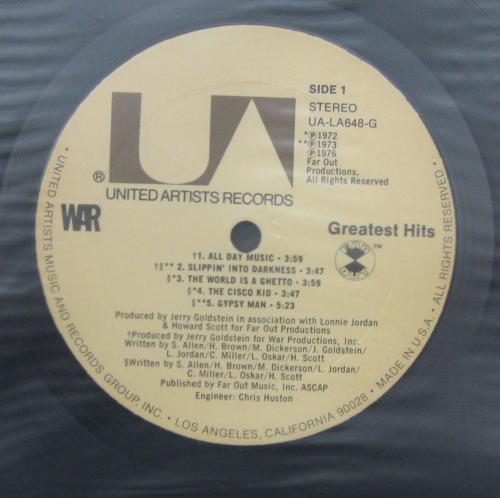 SIDE 1
STEREO
UA-LA648-G
*℗1972
**℗1973
℗1976
Far Out
Productions,
All Rights Reserved
UA
®
UNITED ARTISTS RECORDS
WAR
Greatest Hits
FAR OUT
™
†1. ALL DAY MUSIC • 3:59
†§** 2. SLIPPIN' INTO DARKNESS • 3:47
§*3. THE WORLD IS A GHETTO • 3:59
§*4. THE CISCO KID • 3:47
§**5. GYPSY MAN • 5:23
Produced by Jerry Goldstein in association with Lonnie Jordan
& Howard Scott for Far Out Productions
†Produced by Jerry Goldstein for War Productions, Inc.
Written by S. Allen/H. Brown/M. Dickerson/J. Goldstein/
L. Jordan/C. Miller/L. Oskar/H. Scott
§Written by S. Allen/H. Brown/M. Dickerson/L. Jordan/
C. Miller/L. Oskar/H. Scott
Published by Far Out Music, Inc. ASCAP
Engineer: Chris Huston
• UNITED ARTISTS MUSIC AND RECORDS GROUP, INC. • LOS ANGELES, CALIFORNIA 90028 • MADE IN U.S.A. • ALL RIGHTS RESERVED •